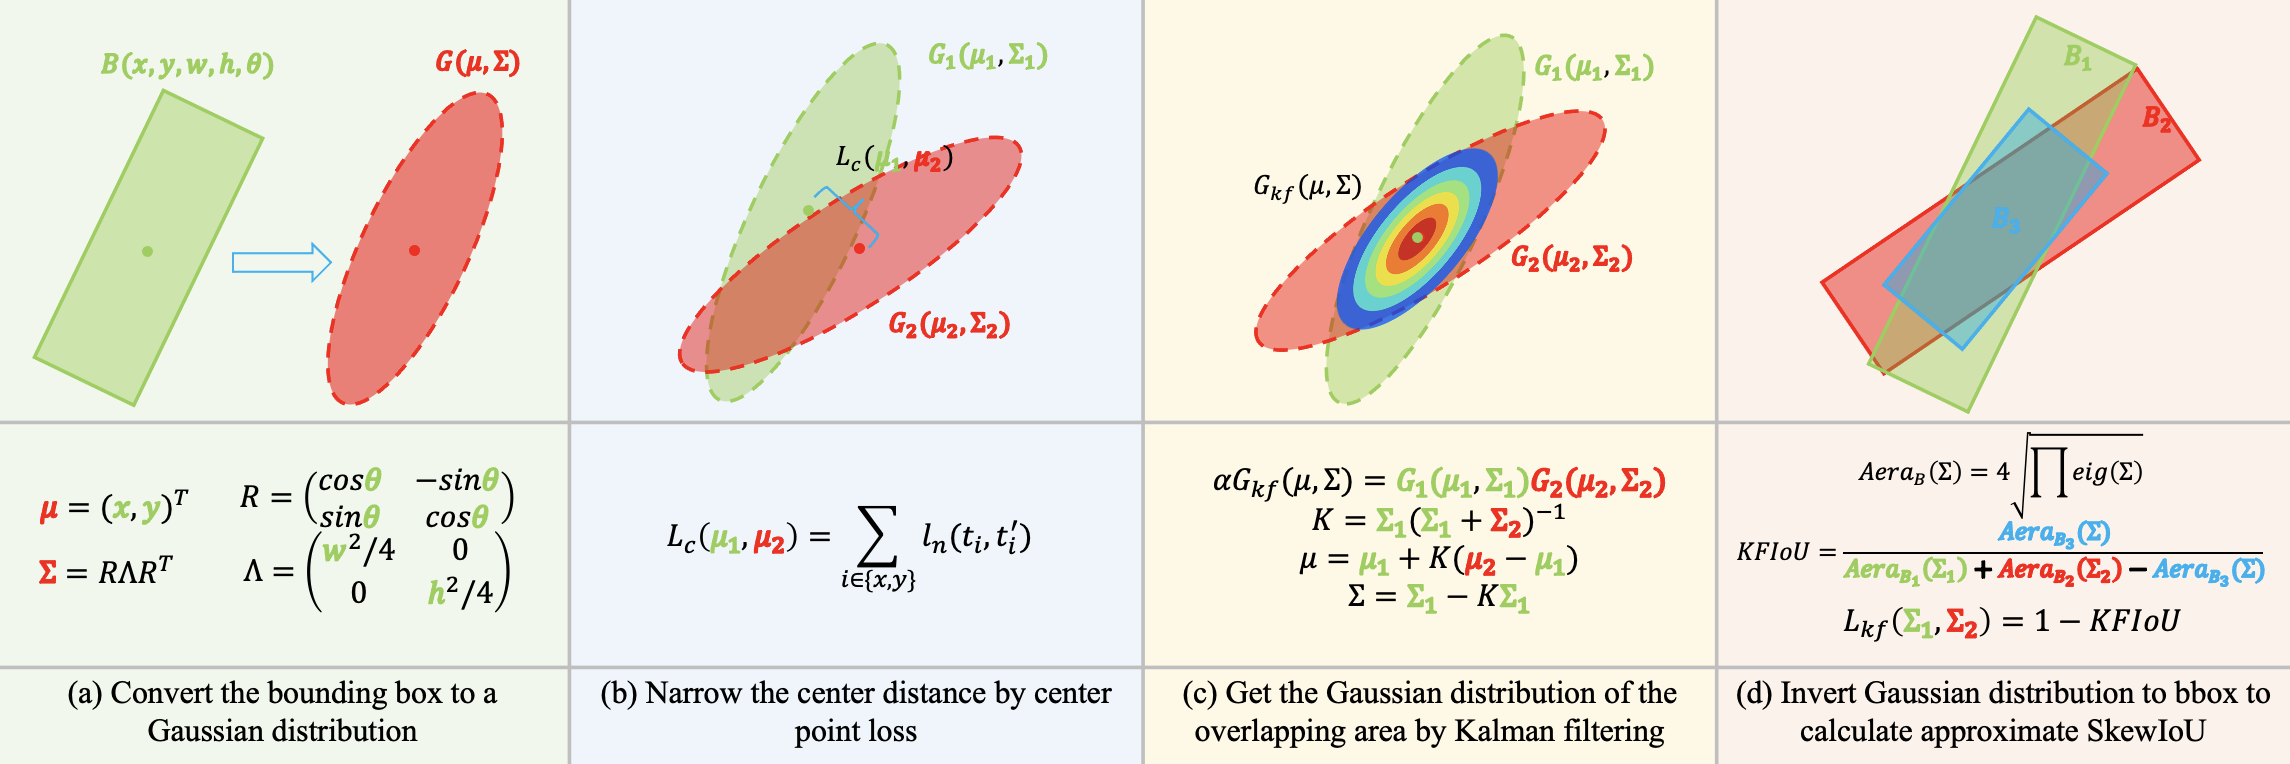 B(x, y, w, h, θ)
G(μ, Σ)
μ = (x, y)^T
R = (cosθ −sinθ
sinθ cosθ)
Σ = RΛR^T
Λ = (w²/4 0
0 h²/4)
(a) Convert the bounding box to a
Gaussian distribution
G₁(μ₁, Σ₁)
L_c(μ₁, μ₂)
G₂(μ₂, Σ₂)
L_c(μ₁, μ₂) = ∑ l_n(t_i, t_i′)
i∈{x,y}
(b) Narrow the center distance by center
point loss
G₁(μ₁, Σ₁)
G_kf(μ, Σ)
G₂(μ₂, Σ₂)
αG_kf(μ, Σ) = G₁(μ₁, Σ₁)G₂(μ₂, Σ₂)
K = Σ₁(Σ₁ + Σ₂)⁻¹
μ = μ₁ + K(μ₂ − μ₁)
Σ = Σ₁ − KΣ₁
(c) Get the Gaussian distribution of the
overlapping area by Kalman filtering
B₁
B₂
B₃
Aera_B(Σ) = 4√∏ eig(Σ)
Aera_B₃(Σ)
KFIoU =
Aera_B₁(Σ₁) + Aera_B₂(Σ₂) − Aera_B₃(Σ)
L_kf(Σ₁, Σ₂) = 1 − KFIoU
(d) Invert Gaussian distribution to bbox to
calculate approximate SkewIoU